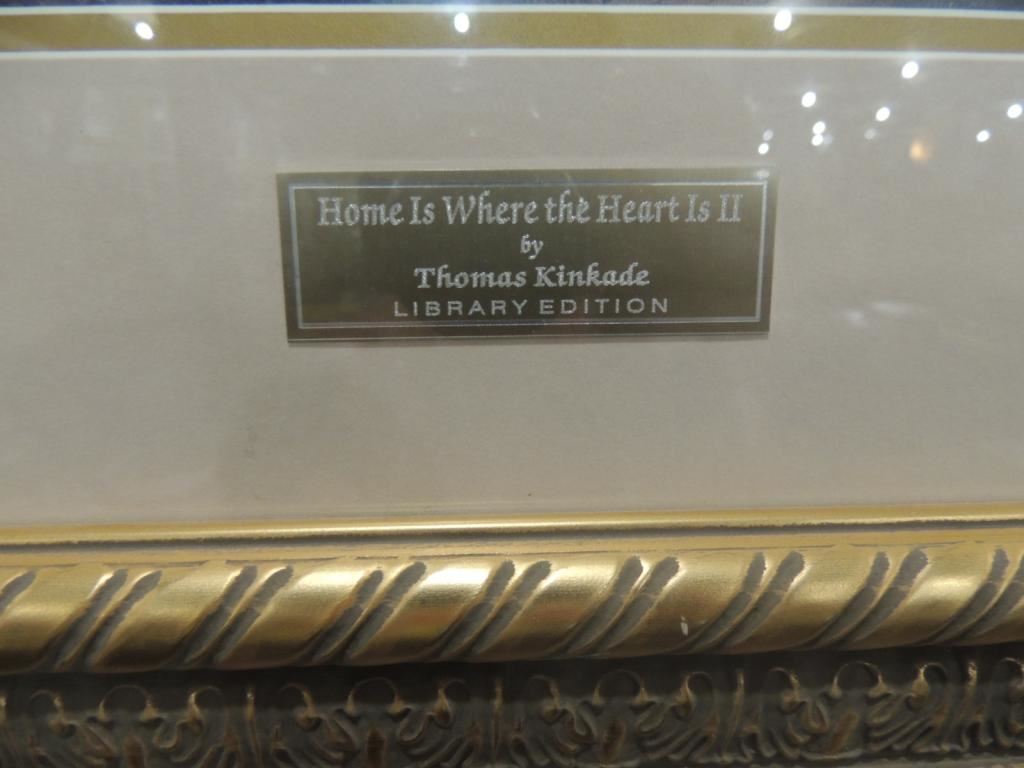 Home Is Where the Heart Is II
by
Thomas Kinkade
LIBRARY EDITION